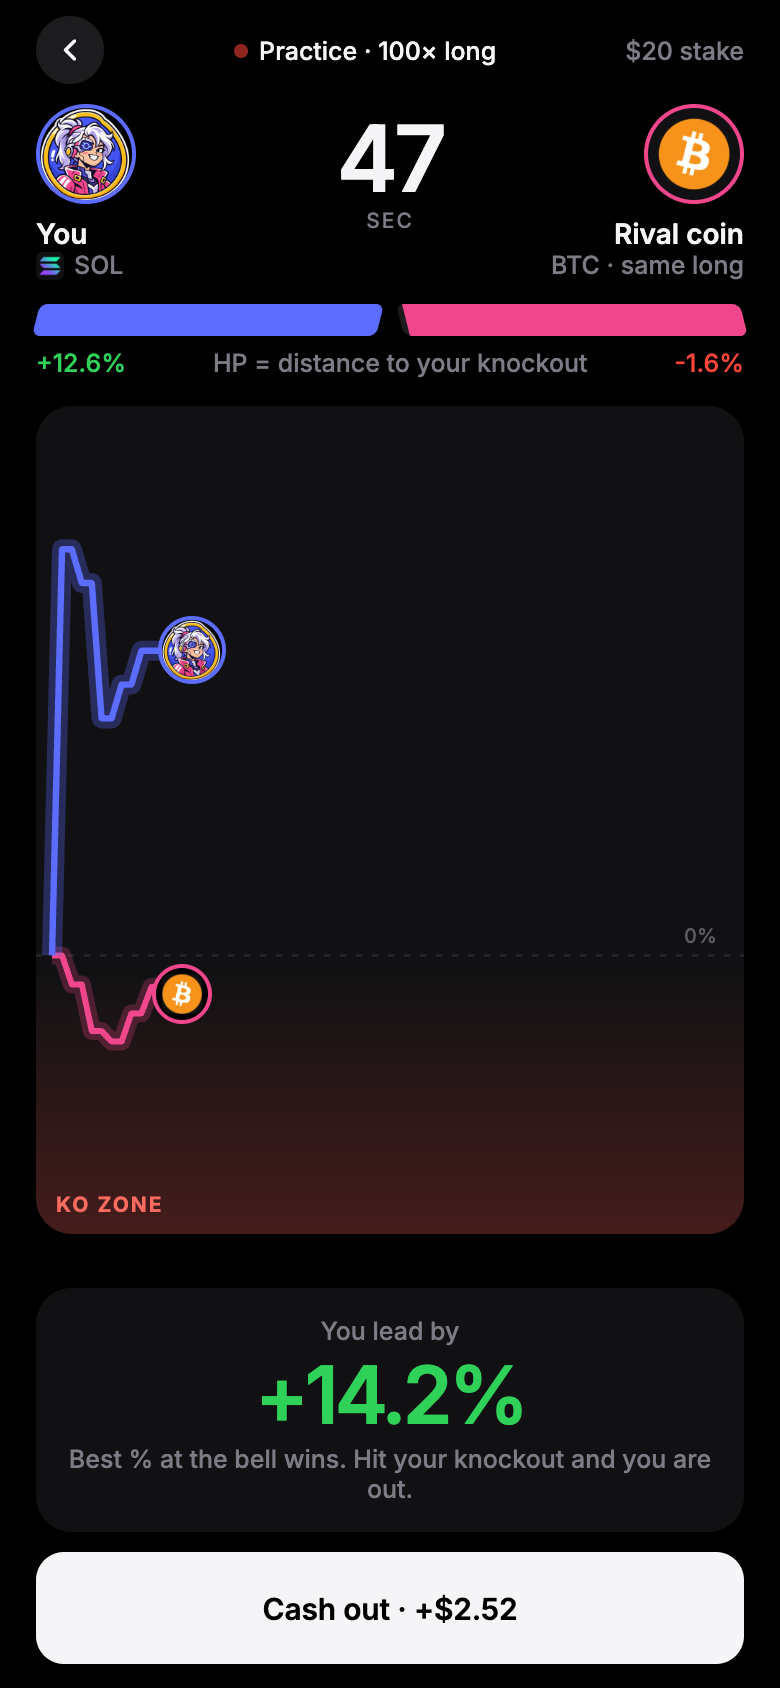 Practice · 100× long
$20 stake
47
SEC
You
SOL
Rival coin
BTC · same long
+12.6%
HP = distance to your knockout
-1.6%
0%
KO ZONE
You lead by
+14.2%
Best % at the bell wins. Hit your knockout and you are
out.
Cash out · +$2.52